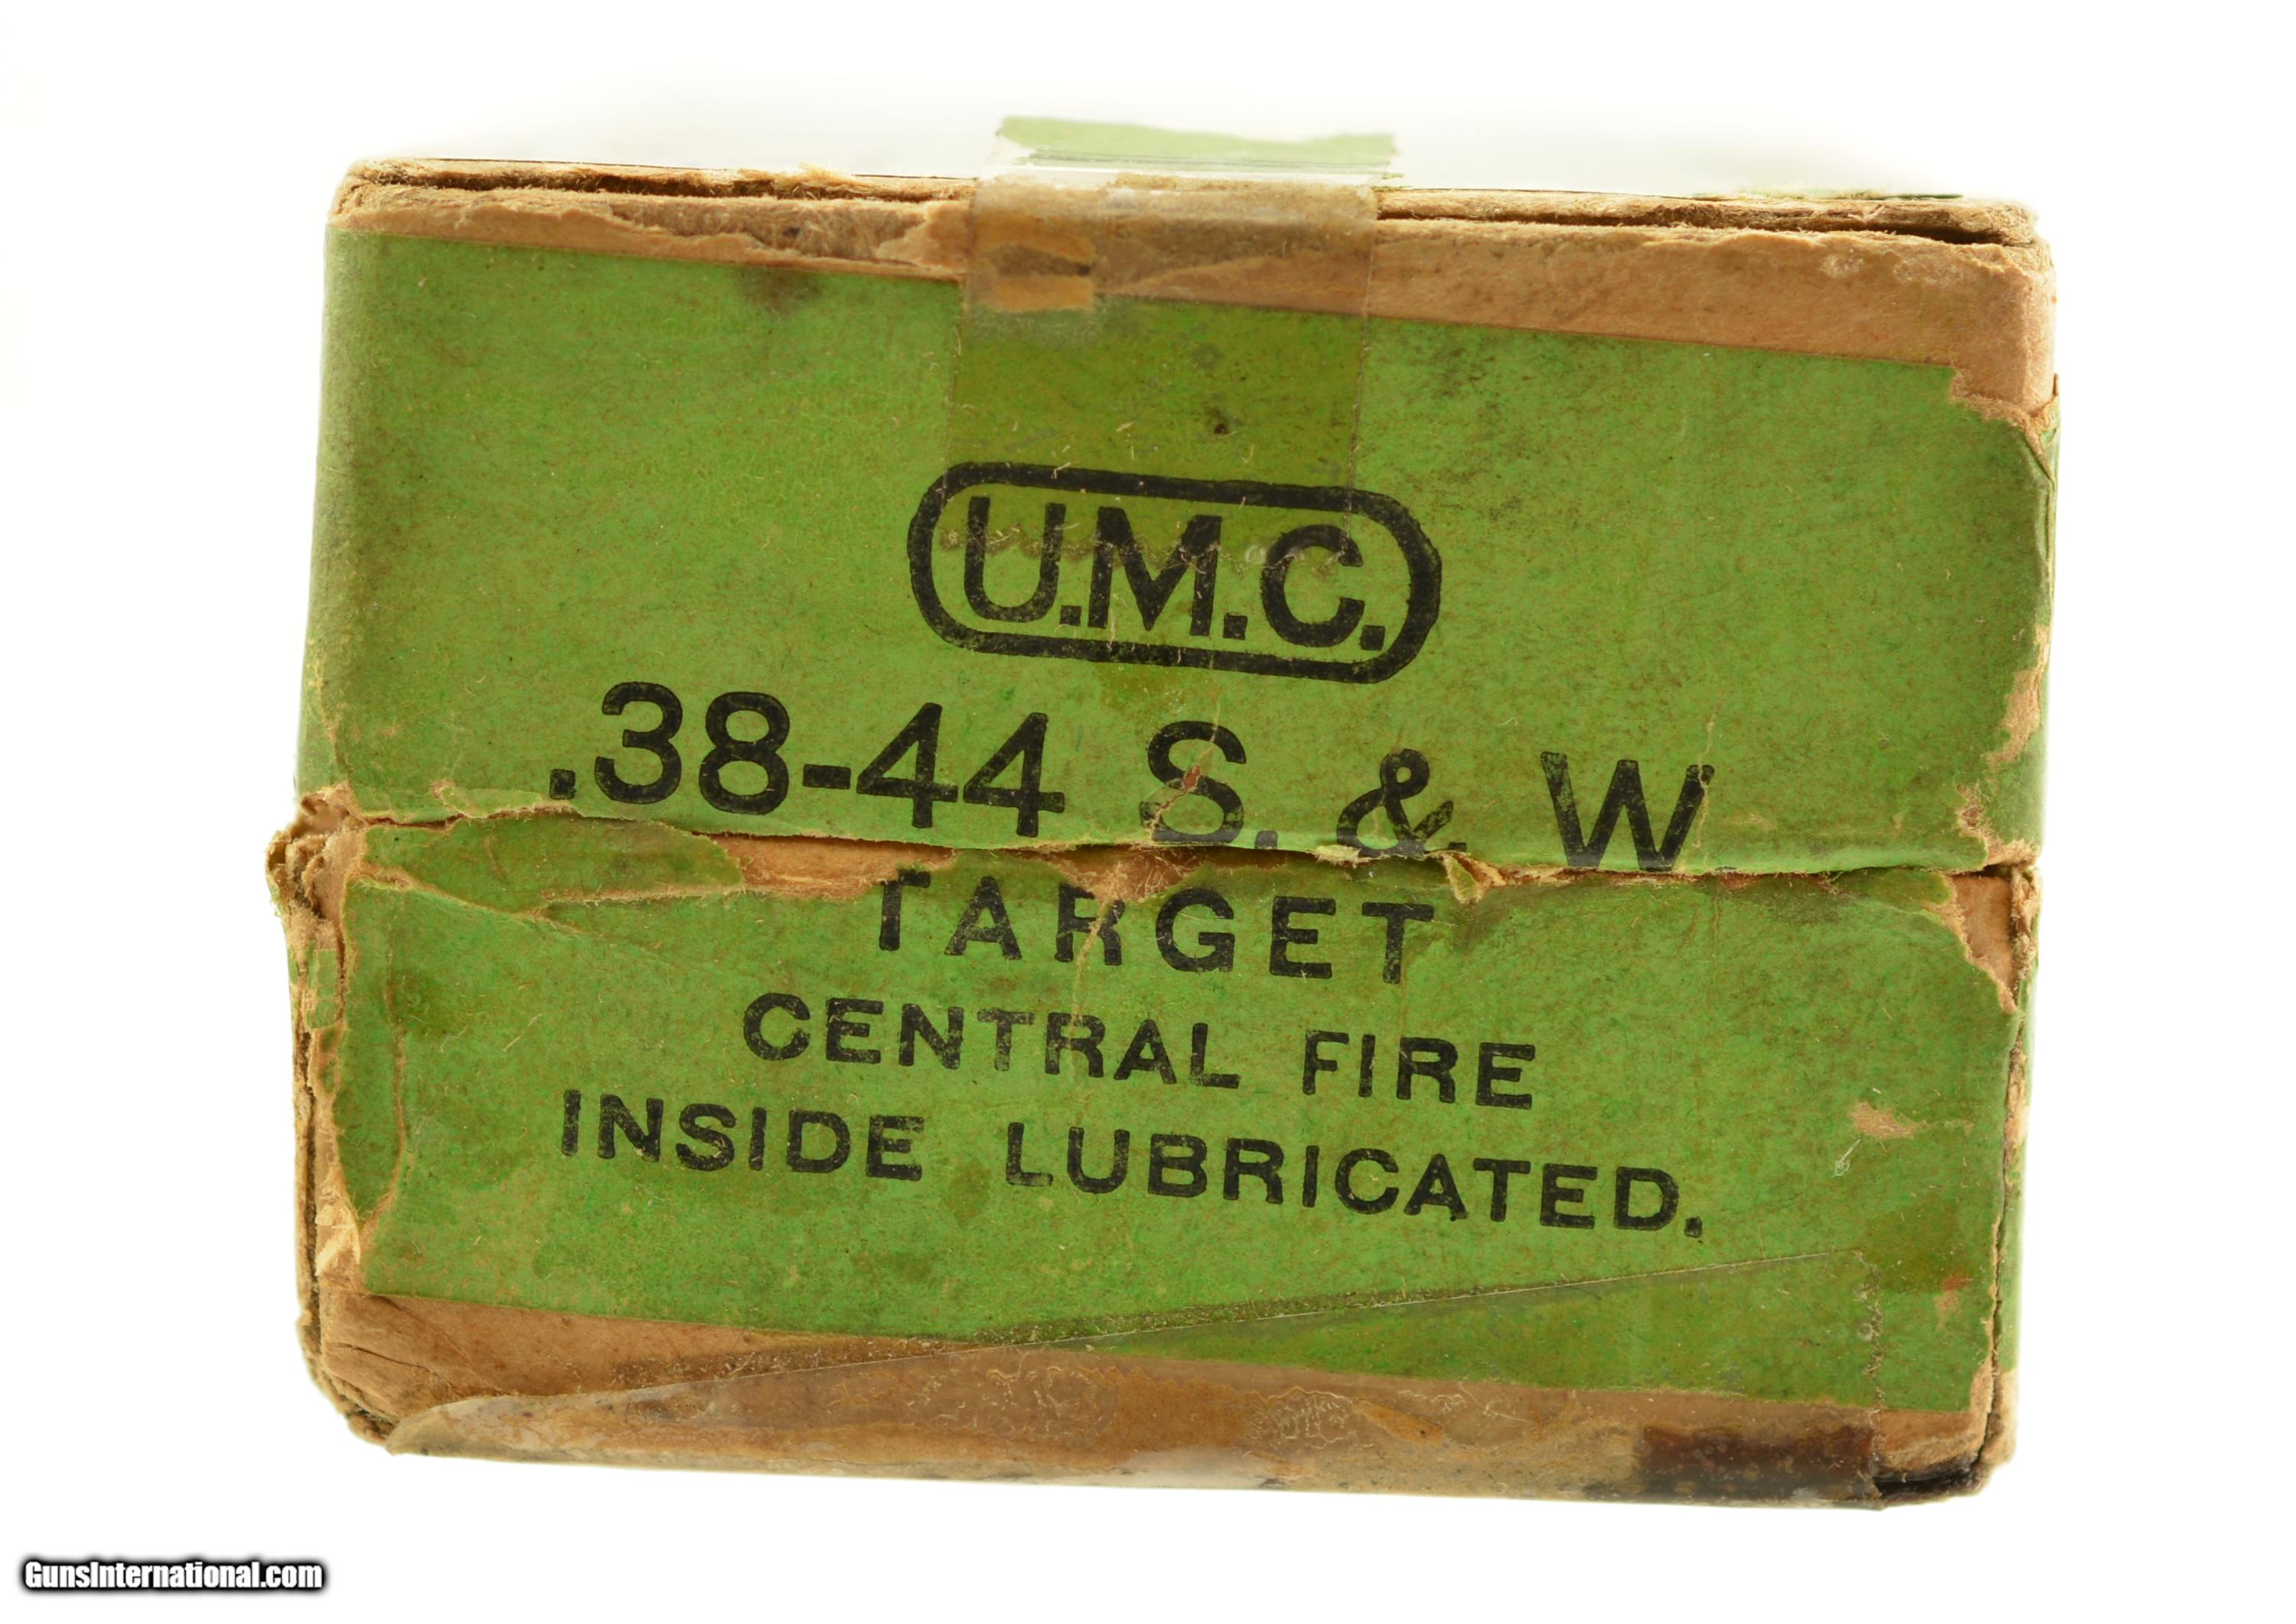 U.M.C.
.38-44 S. & W
TARGET
CENTRAL FIRE
INSIDE LUBRICATED.
GunsInternational.com